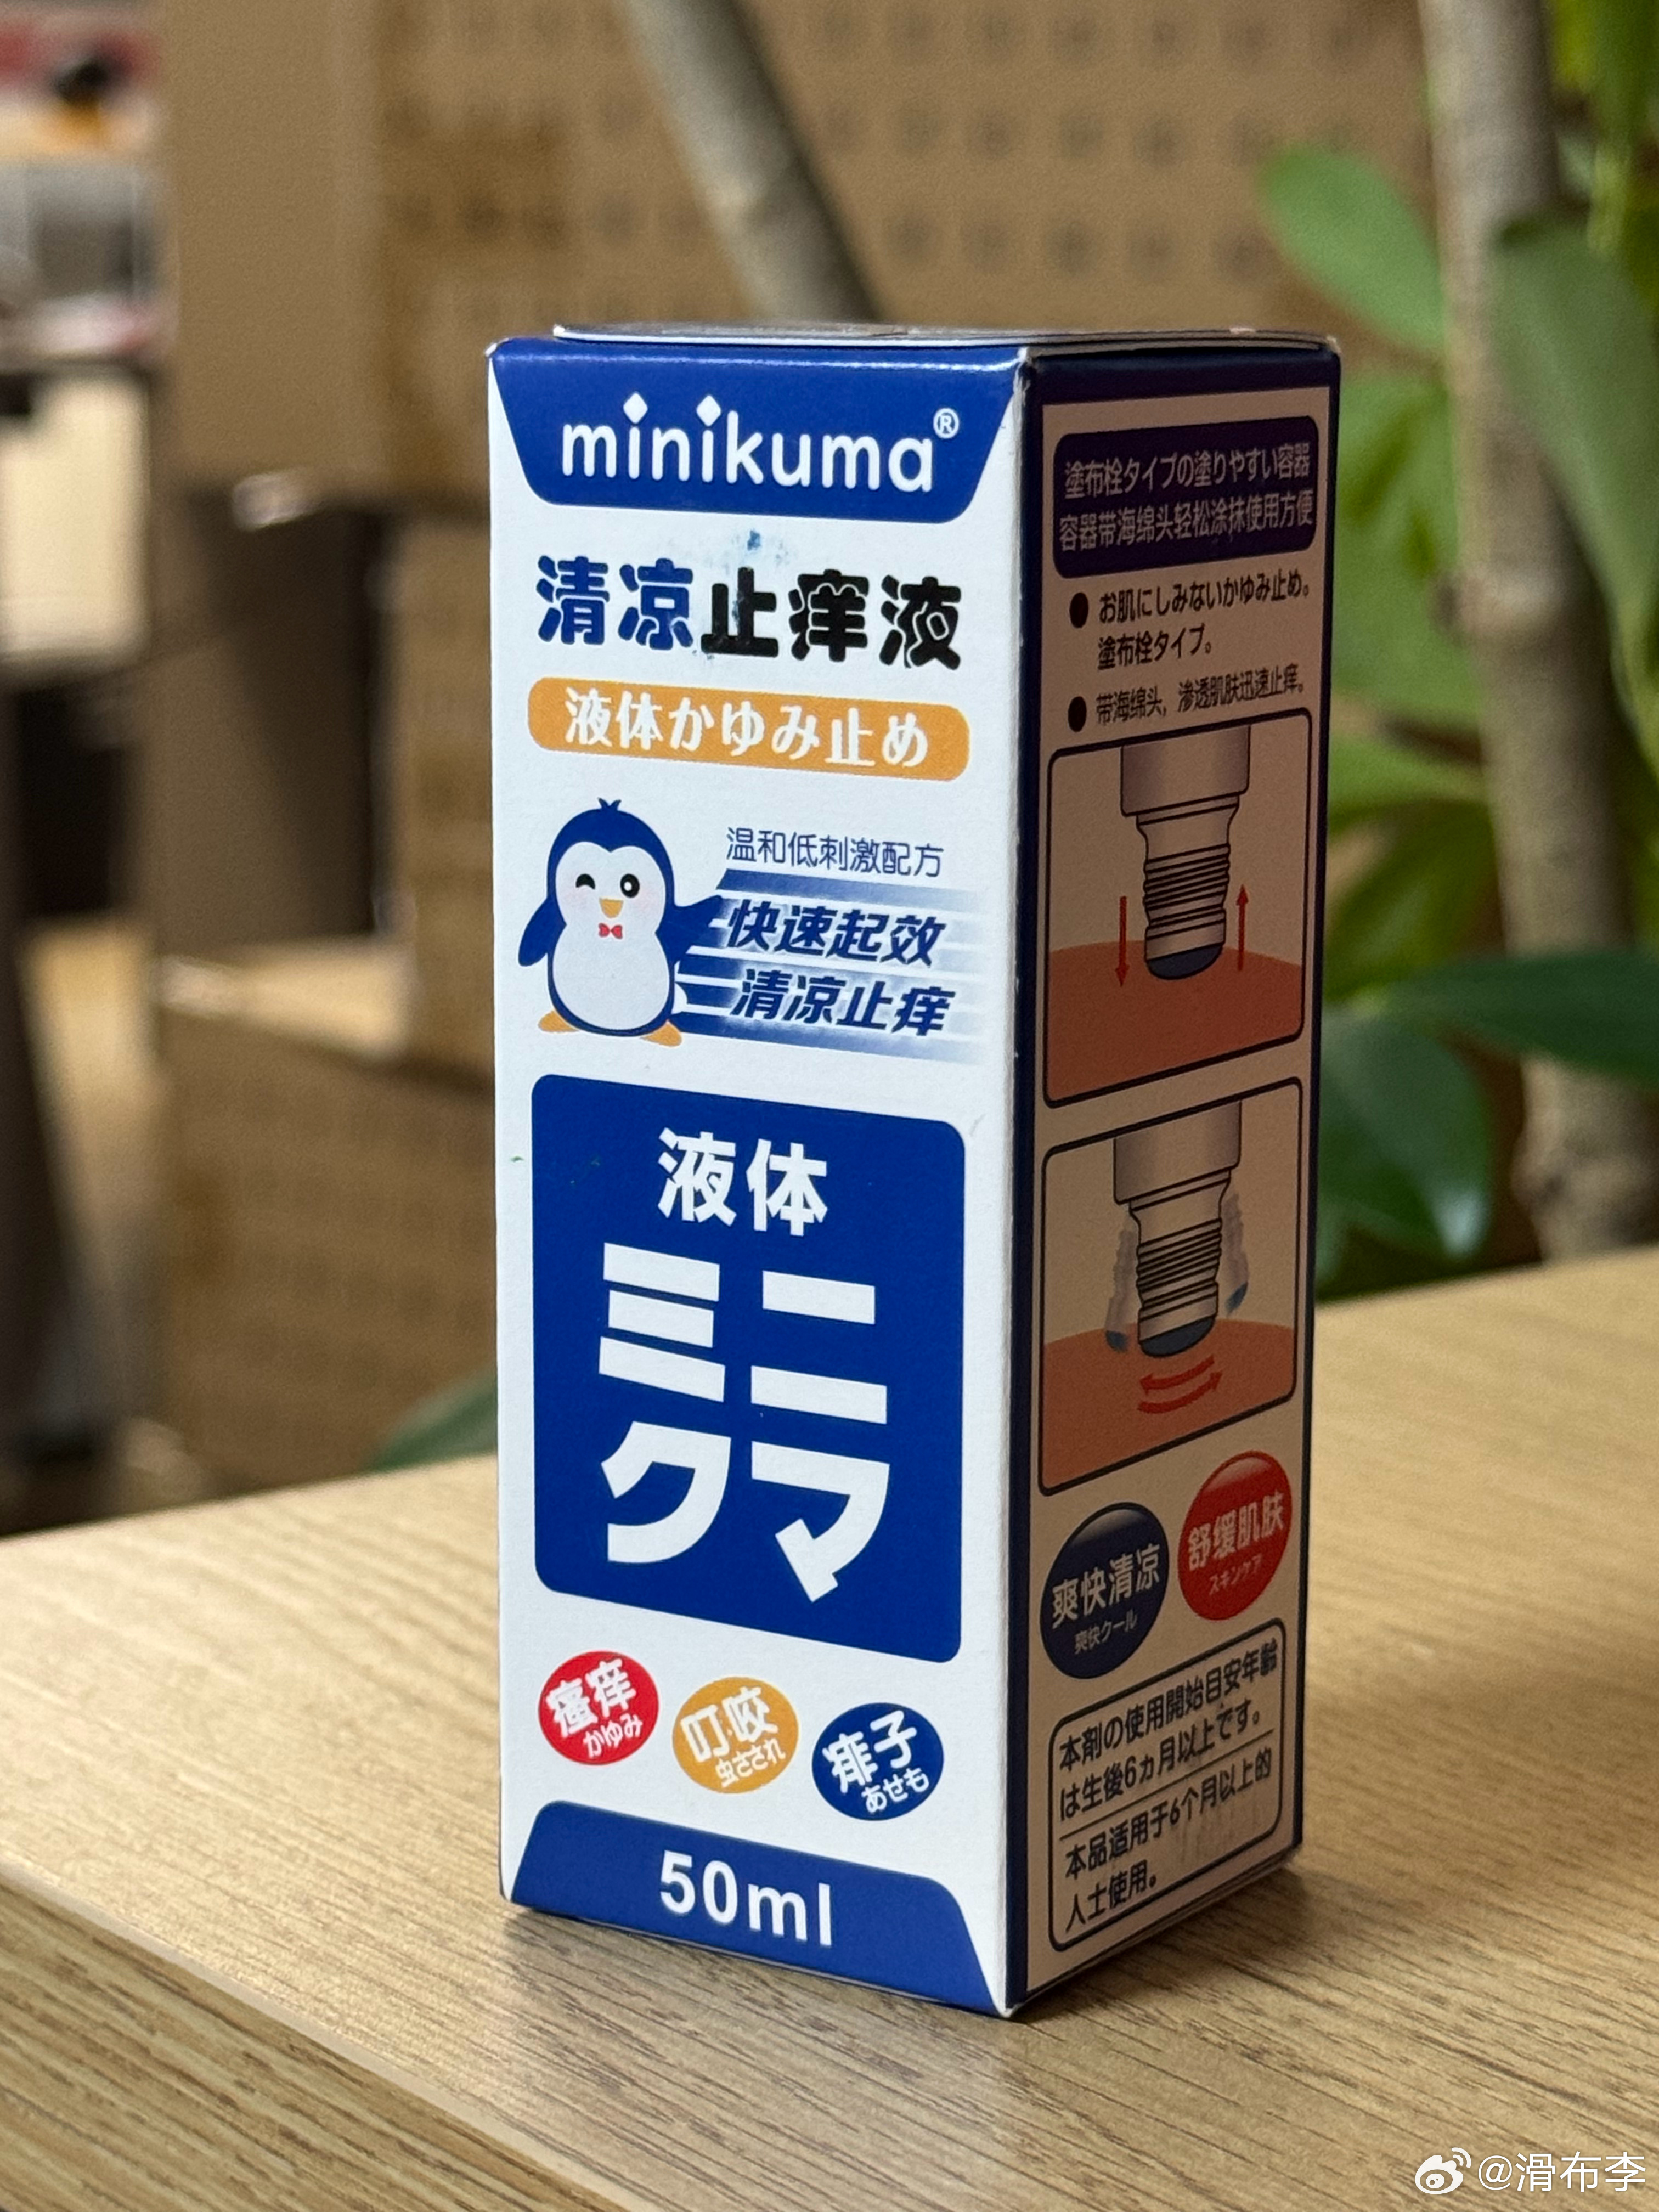 minikuma®
清凉止痒液
液体かゆみ止め
温和低刺激配方
快速起效
清凉止痒
液体
ミニ
クマ
瘙痒
かゆみ
叮咬
虫さされ
痱子
あせも
50ml
塗布栓タイプの塗りやすい容器
容器带海绵头轻松涂抹使用方便
● お肌にしみないかゆみ止め。
塗布栓タイプ。
● 带海绵头，渗透肌肤迅速止痒。
爽快清凉
爽快クール
舒缓肌肤
スキンケア
本剤の使用開始目安年齢
は生後6ヵ月以上です。
本品适用于6个月以上的
人士使用。
@滑布李